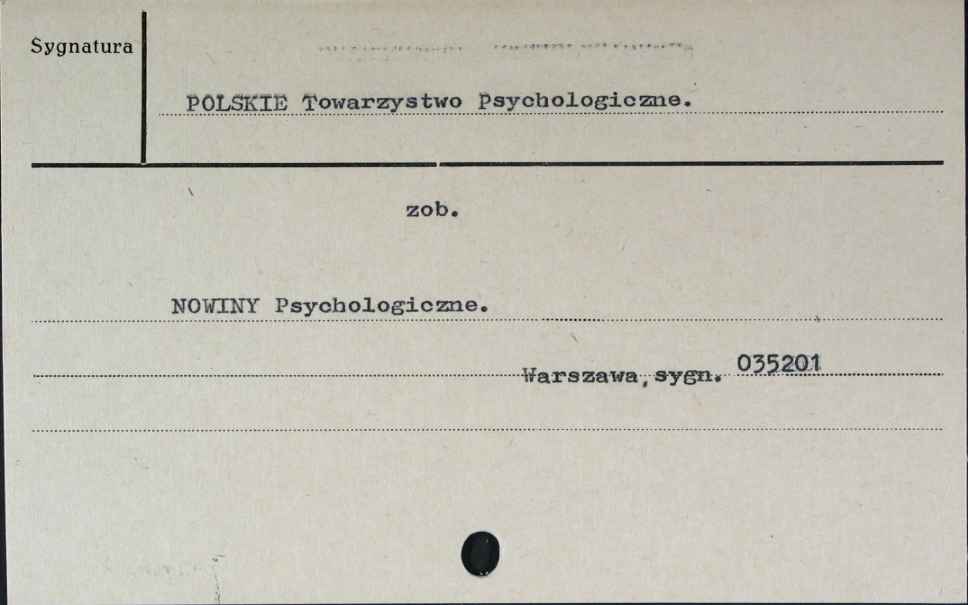 Sygnatura
POLSKIE Towarzystwo Psychologiczne.
zob.
NOWINY Psychologiczne.
Warszawa, sygn. 035201